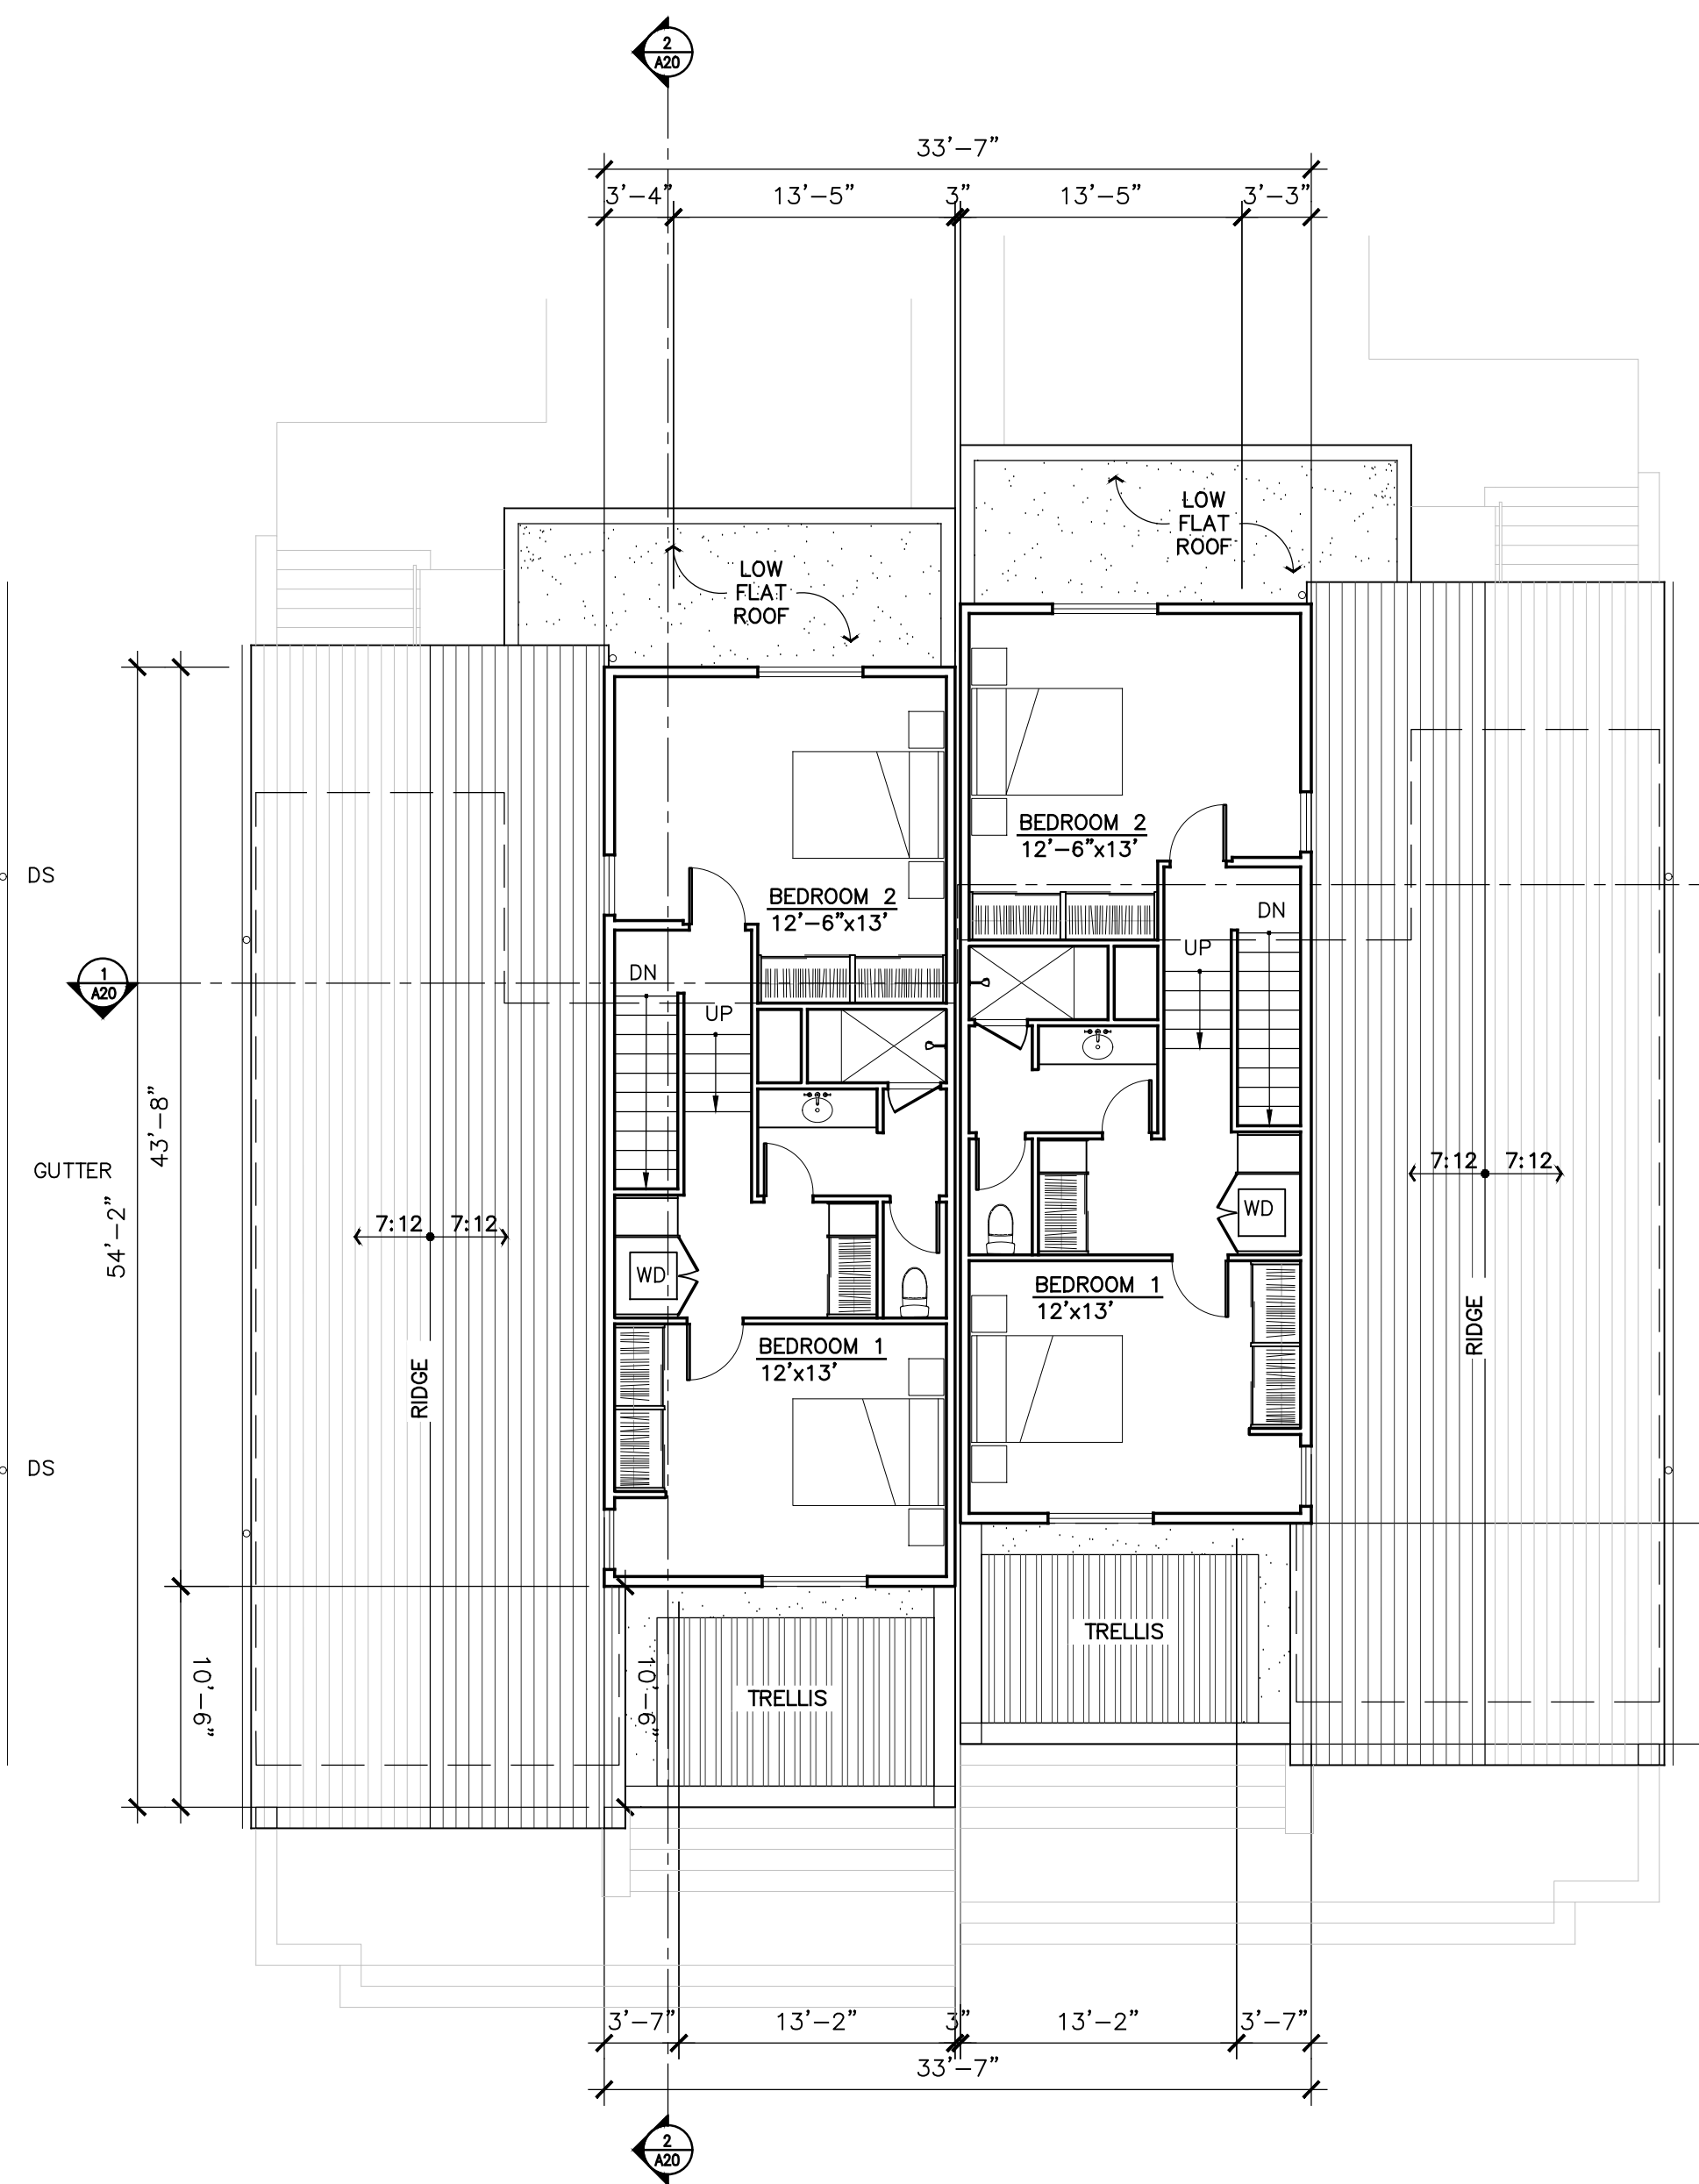 2
A20
33'-7"
3'-4"
13'-5"
3"
13'-5"
3'-3"
LOW
FLAT
ROOF
LOW
FLAT
ROOF
BEDROOM 2
12'-6"x13'
DS
BEDROOM 2
12'-6"x13'
DN
UP
1
A20
DN
UP
43'-8"
GUTTER
54'-2"
7:12
7:12
7:12
7:12
WD
WD
BEDROOM 1
12'x13'
RIDGE
RIDGE
BEDROOM 1
12'x13'
DS
TRELLIS
10'-6"
10'-6"
TRELLIS
3'-7"
13'-2"
3"
13'-2"
3'-7"
33'-7"
2
A20